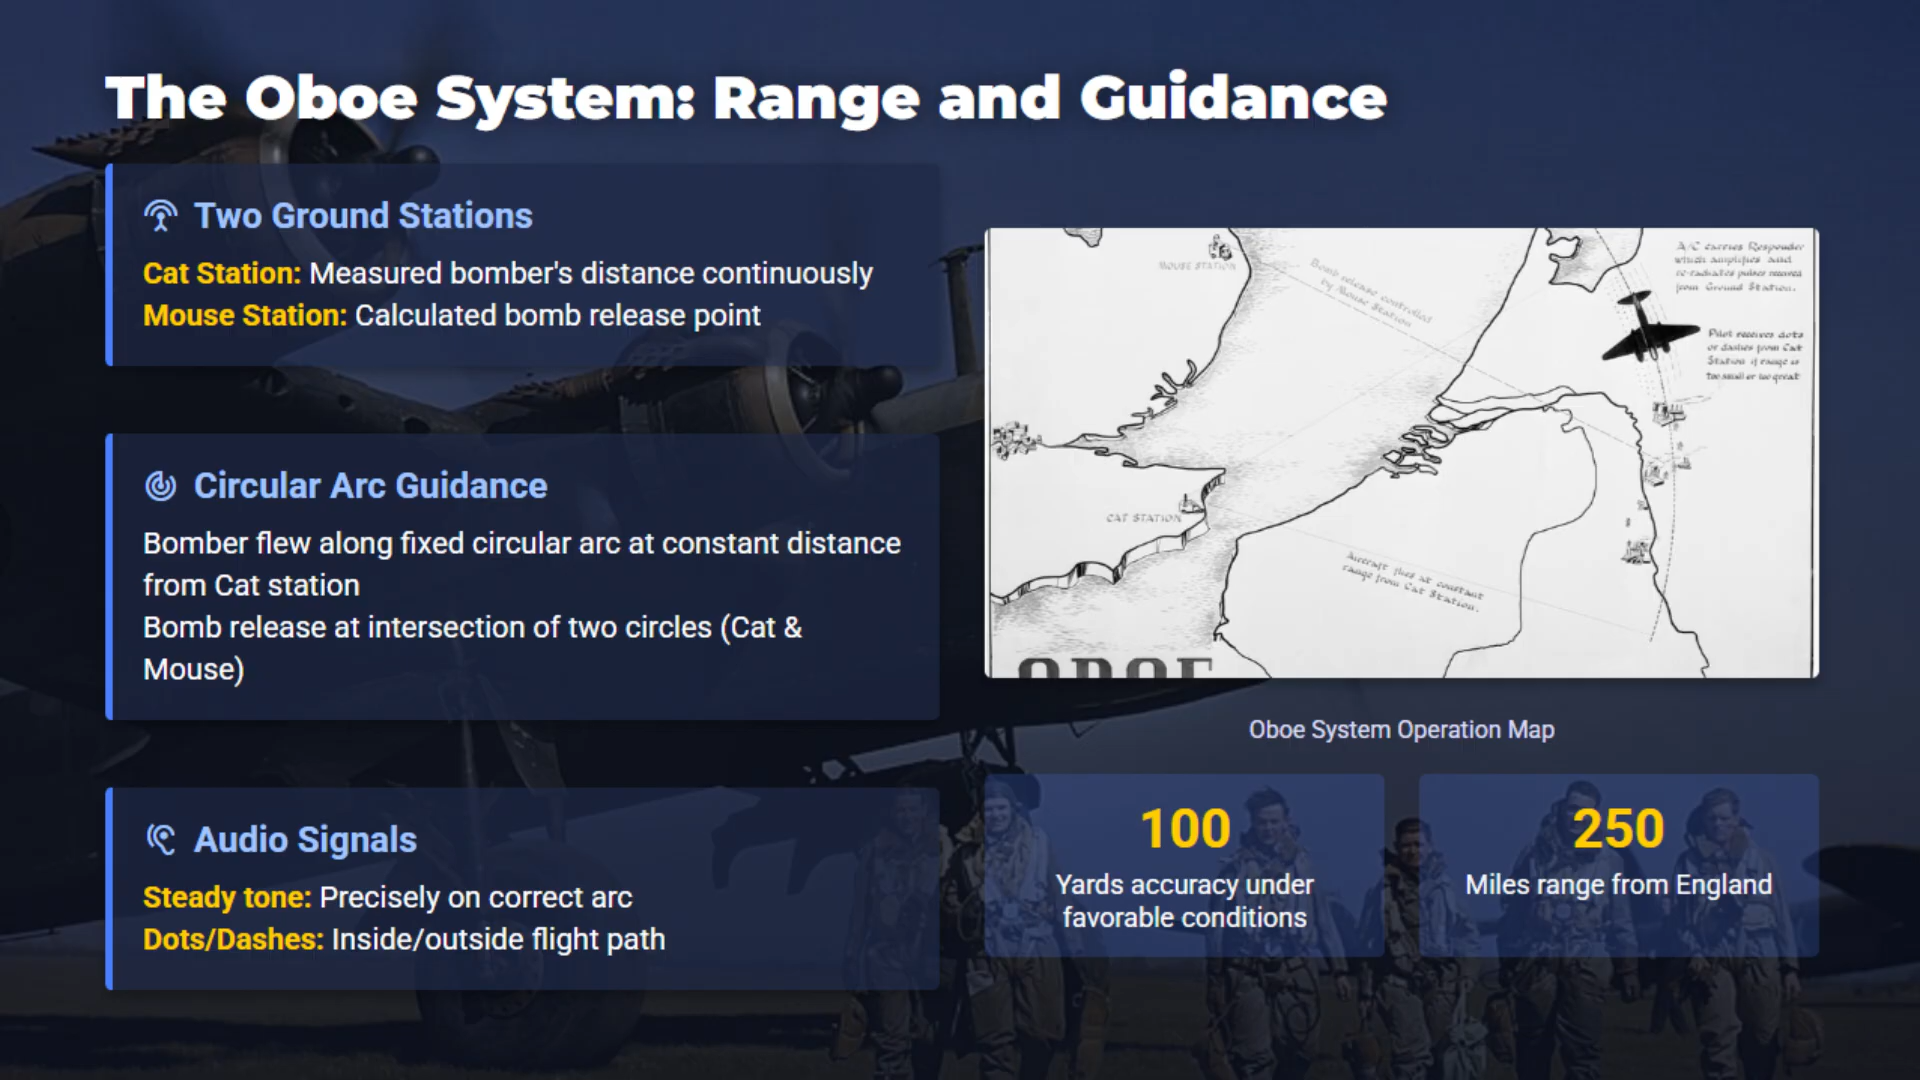 The Oboe System: Range and Guidance
Two Ground Stations
Cat Station: Measured bomber's distance continuously
Mouse Station: Calculated bomb release point
Circular Arc Guidance
Bomber flew along fixed circular arc at constant distance
from Cat station
Bomb release at intersection of two circles (Cat &
Mouse)
Audio Signals
Steady tone: Precisely on correct arc
Dots/Dashes: Inside/outside flight path
MOUSE STATION
Bomb release controlled
by Mouse Station
A/C carries Responder
which amplifies and
re-radiates pulses received
from Ground Station.
Pilot receives dots
or dashes from Cat
Station if range is
too small or too great
CAT STATION
Aircraft flies at constant
range from Cat Station.
OBOE
Oboe System Operation Map
100
Yards accuracy under
favorable conditions
250
Miles range from England